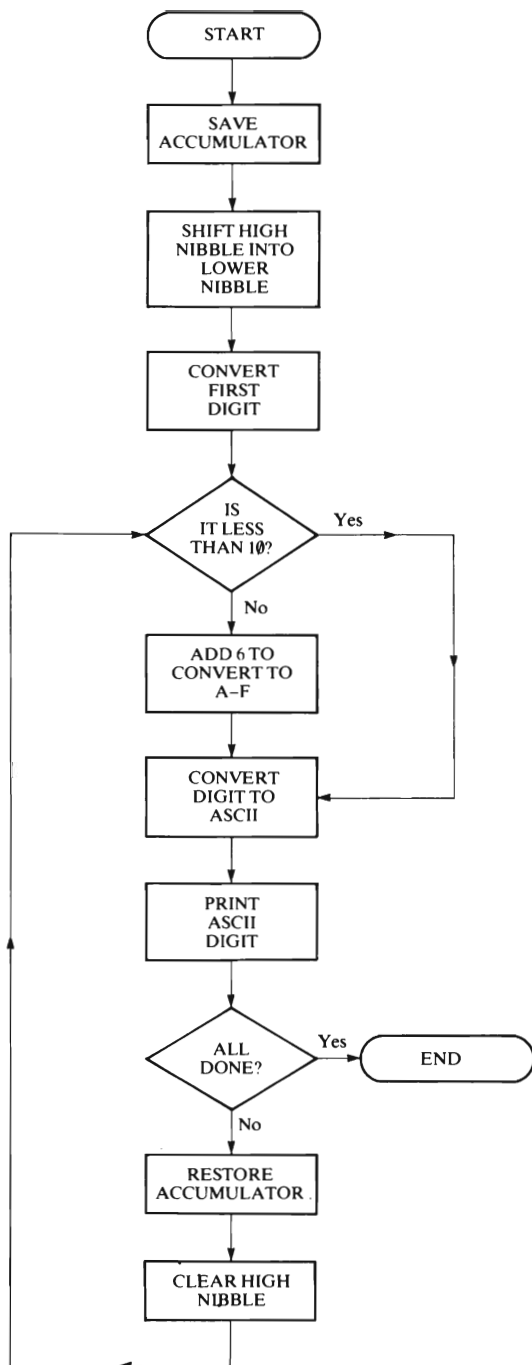 START
SAVE
ACCUMULATOR
SHIFT HIGH
NIBBLE INTO
LOWER
NIBBLE
CONVERT
FIRST
DIGIT
IS
IT LESS
THAN 10?
Yes
No
ADD 6 TO
CONVERT TO
A–F
CONVERT
DIGIT TO
ASCII
PRINT
ASCII
DIGIT
ALL
DONE?
Yes
END
No
RESTORE
ACCUMULATOR
CLEAR HIGH
NIBBLE